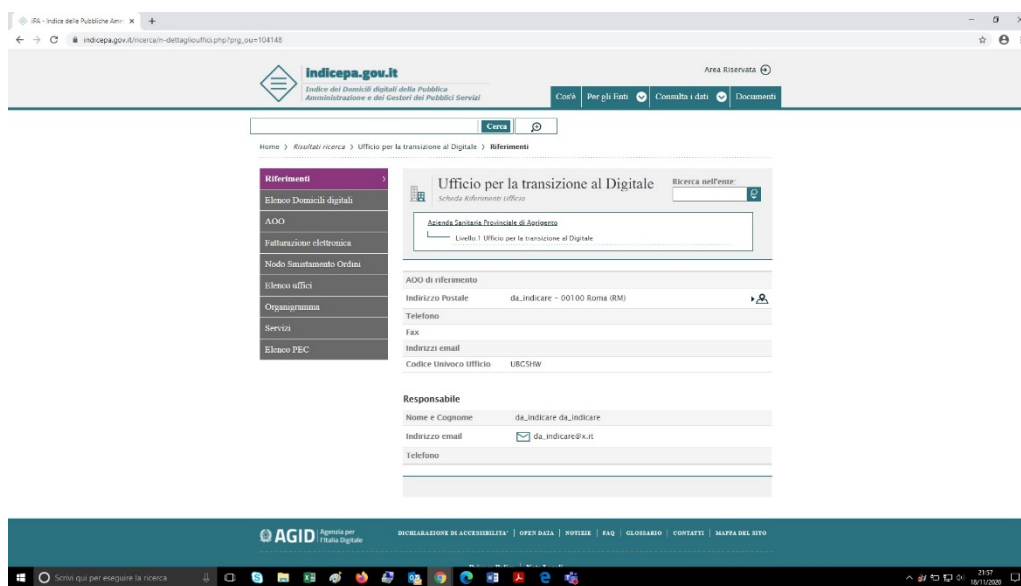 iPA - Indice delle Pubbliche Amm
indicepa.gov.it/ricerca/n-dettagliouffici.php?prg_ou=104148
indicepa.gov.it
Indice dei Domicili digitali della Pubblica
Amministrazione e dei Gestori dei Pubblici Servizi
Area Riservata
Cos'è
Per gli Enti
Consulta i dati
Documenti
Cerca
Home > Risultati ricerca > Ufficio per la transizione al Digitale > Riferimenti
Riferimenti
Elenco Domicili digitali
AOO
Fatturazione elettronica
Nodo Smistamento Ordini
Elenco uffici
Organigramma
Servizi
Elenco PEC
Ufficio per la transizione al Digitale
Scheda Riferimenti Ufficio
Ricerca nell'ente:
Azienda Sanitaria Provinciale di Agrigento
Livello.1 Ufficio per la transizione al Digitale
AOO di riferimento
Indirizzo Postale da_indicare - 00100 Roma (RM)
Telefono
Fax
Indirizzi email
Codice Univoco Ufficio
Responsabile
Nome e Cognome da_indicare da_indicare
Indirizzo email da_indicare@x.it
Telefono
AGID Agenzia per l'Italia Digitale
DICHIARAZIONE DI ACCESSIBILITA' | OPEN DATA | NOTIZIE | FAQ | GLOSSARIO | CONTATTI | MAPPA DEL SITO
Scrivi qui per eseguire la ricerca
21:57
18/11/2020